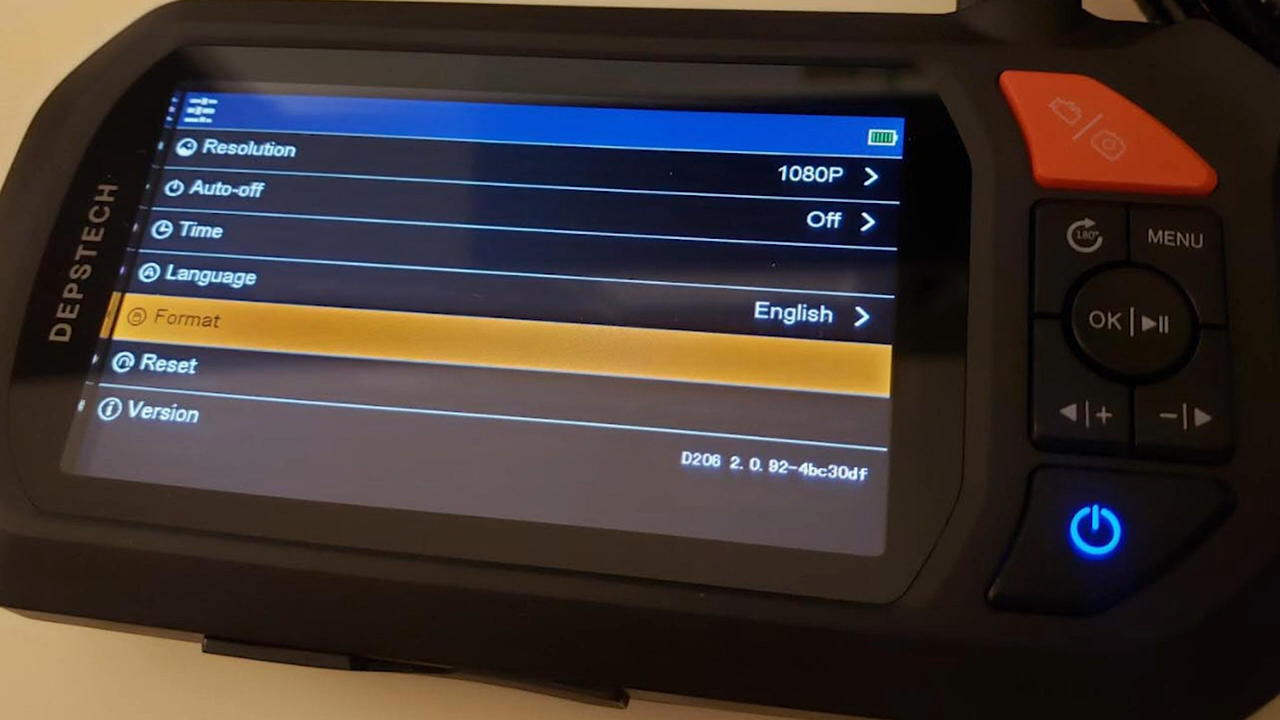 DEPSTECH
Resolution 1080P
Auto-off Off
Time
Language English
Format
Reset
Version
D206 2.0.92-4bc30df
180°
MENU
OK